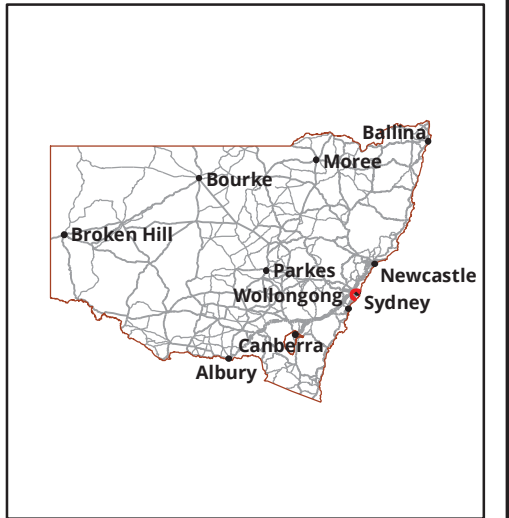 Ballina
Moree
Bourke
Broken Hill
Parkes
Newcastle
Wollongong
Sydney
Canberra
Albury